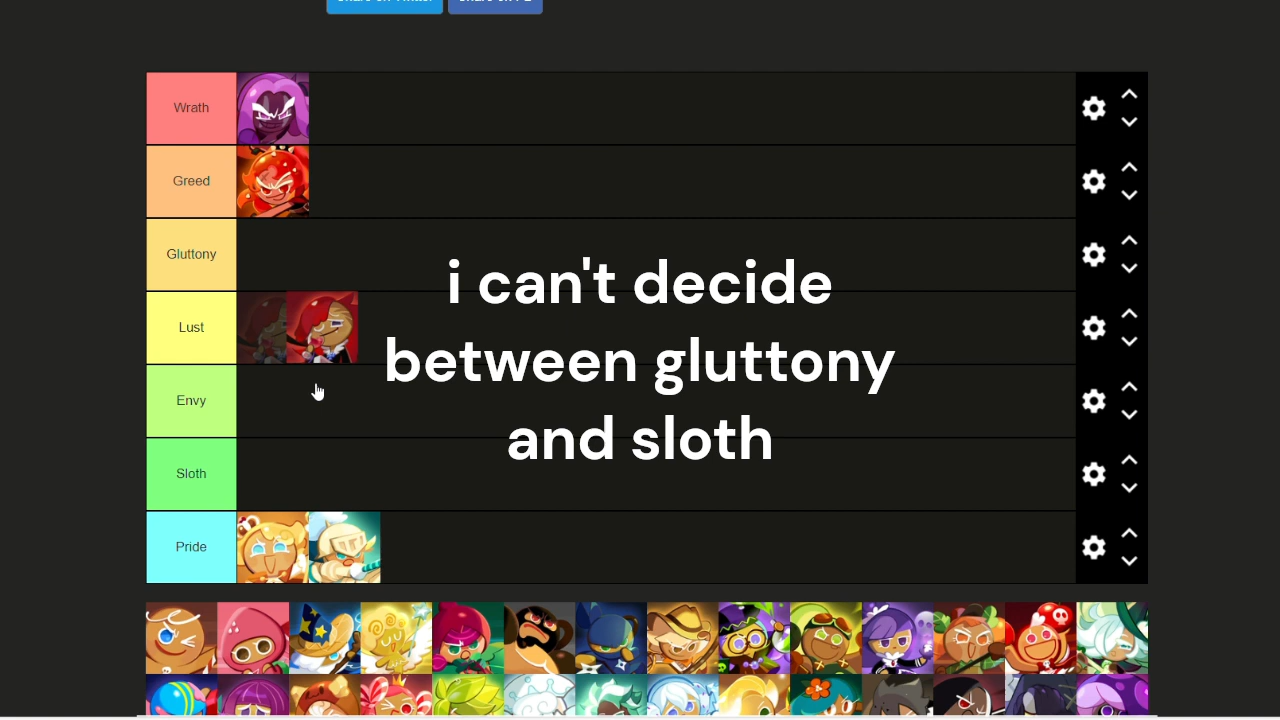 Wrath
Greed
Gluttony
Lust
Envy
Sloth
Pride
i can't decide
between gluttony
and sloth